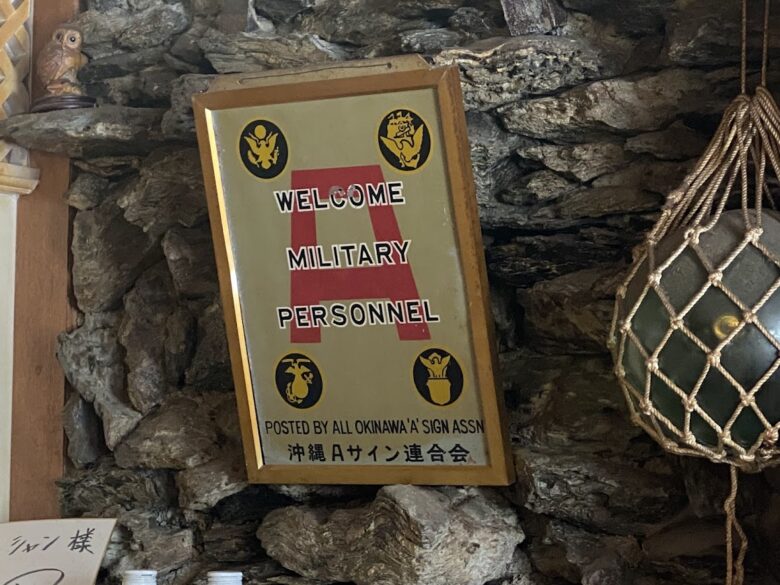 WELCOME
MILITARY
PERSONNEL
POSTED BY ALL OKINAWA 'A' SIGN ASSN
沖縄Aサイン連合会
シャン様